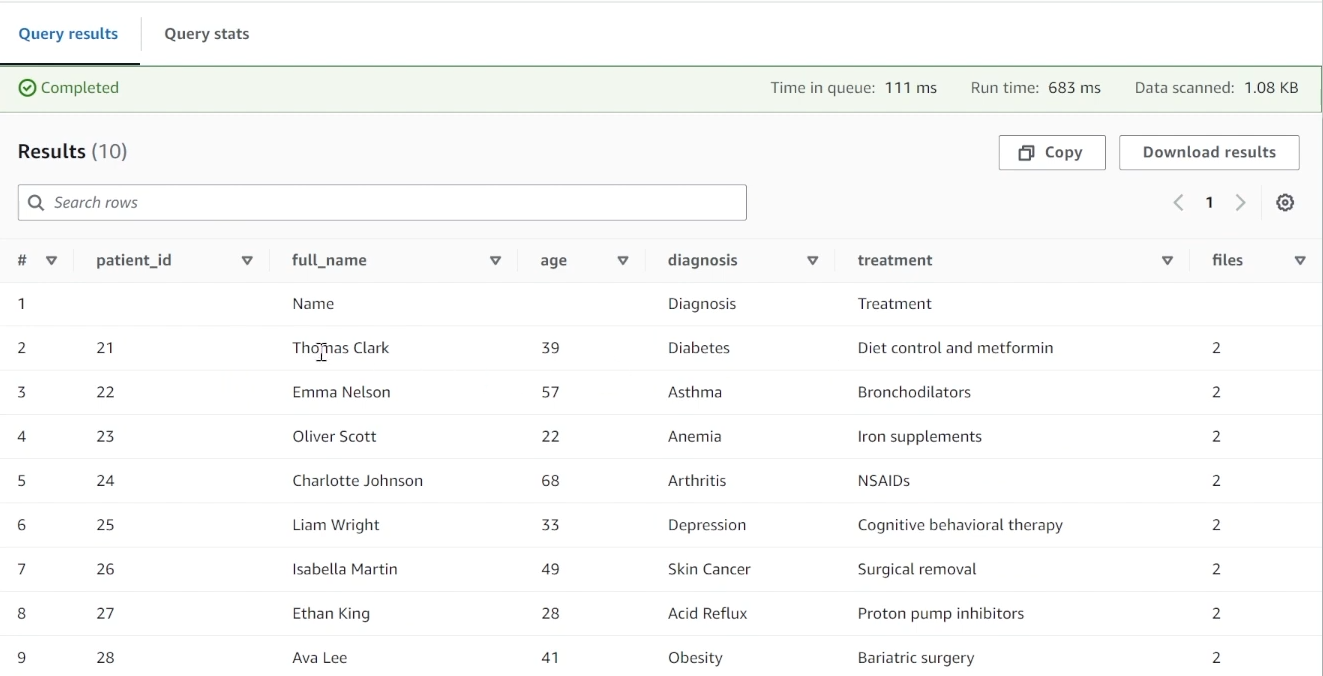 Query results Query stats
Completed Time in queue: 111 ms Run time: 683 ms Data scanned: 1.08 KB
Results (10) Copy Download results
Search rows 1
# patient_id full_name age diagnosis treatment files
1 Name Diagnosis Treatment
2 21 Thomas Clark 39 Diabetes Diet control and metformin 2
3 22 Emma Nelson 57 Asthma Bronchodilators 2
4 23 Oliver Scott 22 Anemia Iron supplements 2
5 24 Charlotte Johnson 68 Arthritis NSAIDs 2
6 25 Liam Wright 33 Depression Cognitive behavioral therapy 2
7 26 Isabella Martin 49 Skin Cancer Surgical removal 2
8 27 Ethan King 28 Acid Reflux Proton pump inhibitors 2
9 28 Ava Lee 41 Obesity Bariatric surgery 2